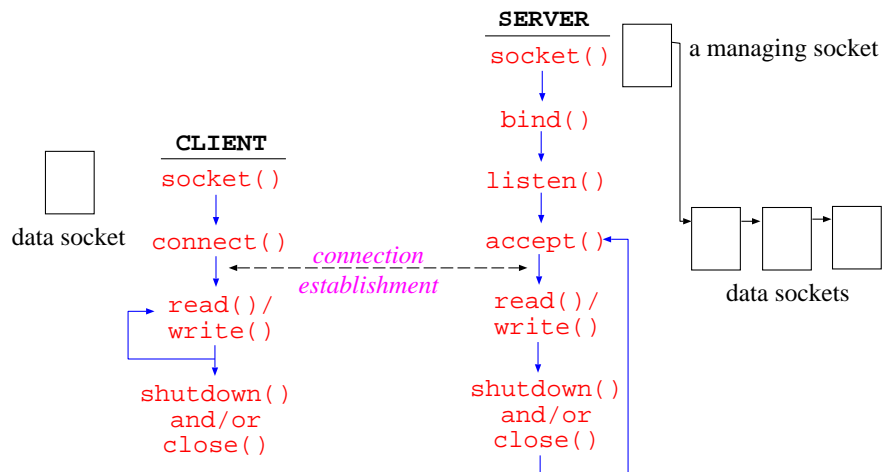 SERVER
socket()
a managing socket
bind()
CLIENT
socket()
listen()
data socket
connect()
accept()
connection
establishment
data sockets
read()/
write()
read()/
write()
shutdown()
and/or
close()
shutdown()
and/or
close()